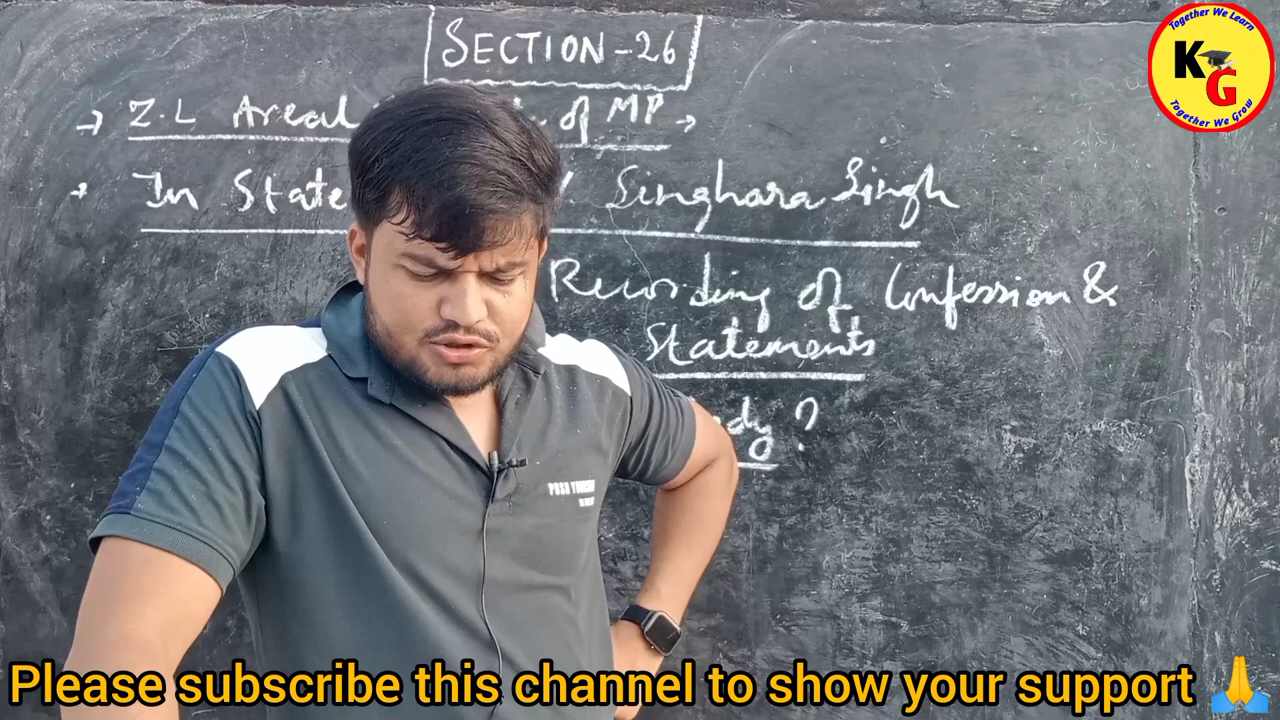 SECTION-26
→ Z.L Areal of MP,
→ In State Singhara Singh
Recording of Confession &
Statements
dy ?
Together We Learn
KG
Together We Grow
Please subscribe this channel to show your support 🙏